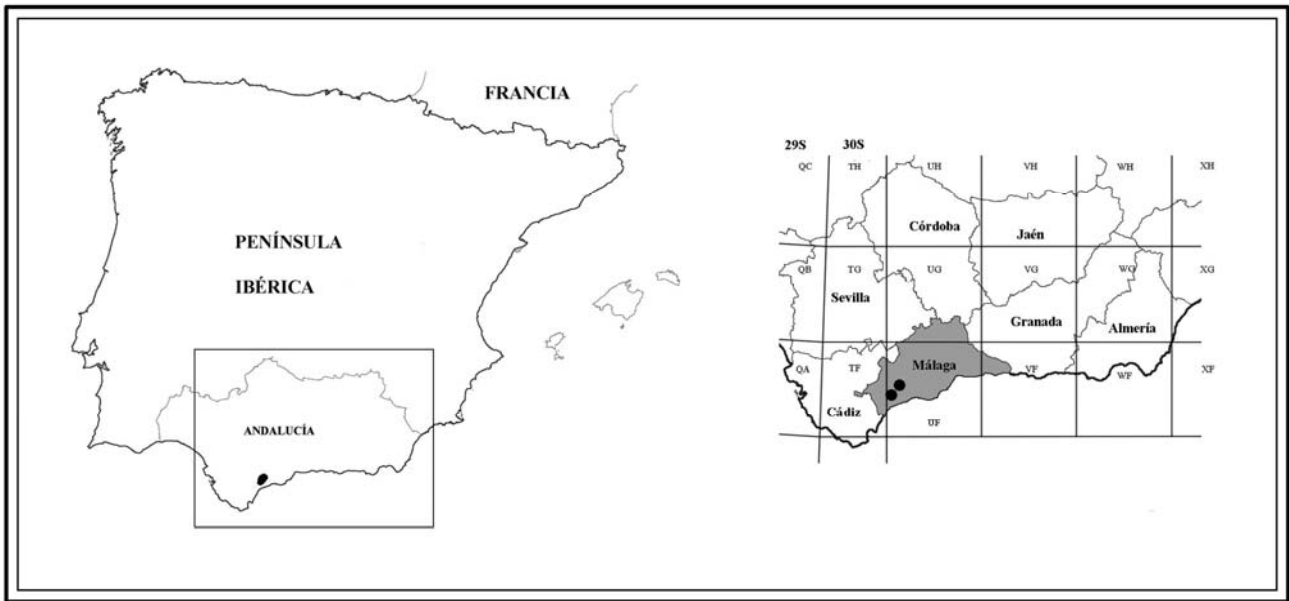 FRANCIA
PENÍNSULA
IBÉRICA
ANDALUCÍA
29S 30S
QC TH UH VH WH XH
Córdoba Jaén
QB TG UG VG WG XG
Sevilla Granada Almería
QA TF Málaga VF WF XF
Cádiz UF